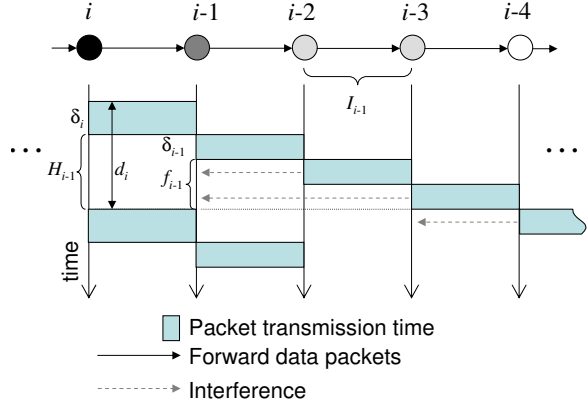 i i-1 i-2 i-3 i-4
I_{i-1}
δ_i
δ_{i-1}
... H_{i-1} d_i f_{i-1} ...
time
Packet transmission time
Forward data packets
Interference